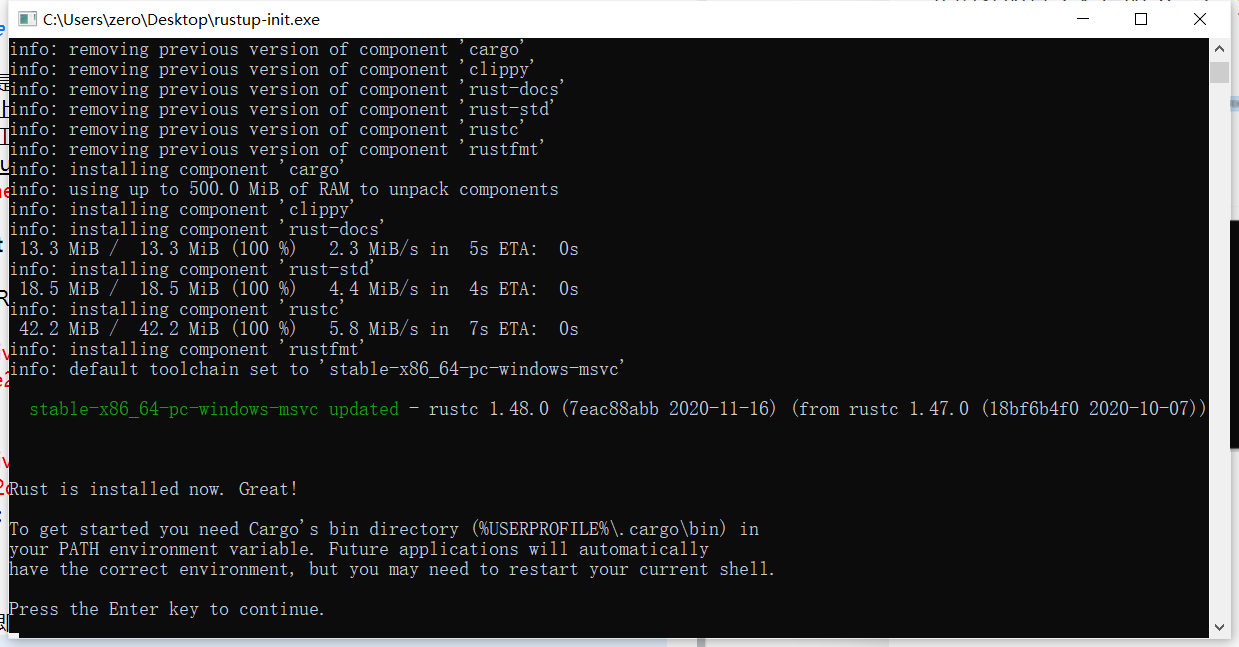 C:\Users\zero\Desktop\rustup-init.exe
info: removing previous version of component 'cargo'
info: removing previous version of component 'clippy'
info: removing previous version of component 'rust-docs'
info: removing previous version of component 'rust-std'
info: removing previous version of component 'rustc'
info: removing previous version of component 'rustfmt'
info: installing component 'cargo'
info: using up to 500.0 MiB of RAM to unpack components
info: installing component 'clippy'
info: installing component 'rust-docs'
13.3 MiB / 13.3 MiB (100 %) 2.3 MiB/s in 5s ETA: 0s
info: installing component 'rust-std'
18.5 MiB / 18.5 MiB (100 %) 4.4 MiB/s in 4s ETA: 0s
info: installing component 'rustc'
42.2 MiB / 42.2 MiB (100 %) 5.8 MiB/s in 7s ETA: 0s
info: installing component 'rustfmt'
info: default toolchain set to 'stable-x86_64-pc-windows-msvc'
stable-x86_64-pc-windows-msvc updated - rustc 1.48.0 (7eac88abb 2020-11-16) (from rustc 1.47.0 (18bf6b4f0 2020-10-07))
Rust is installed now. Great!
To get started you need Cargo's bin directory (%USERPROFILE%\.cargo\bin) in
your PATH environment variable. Future applications will automatically
have the correct environment, but you may need to restart your current shell.
Press the Enter key to continue.